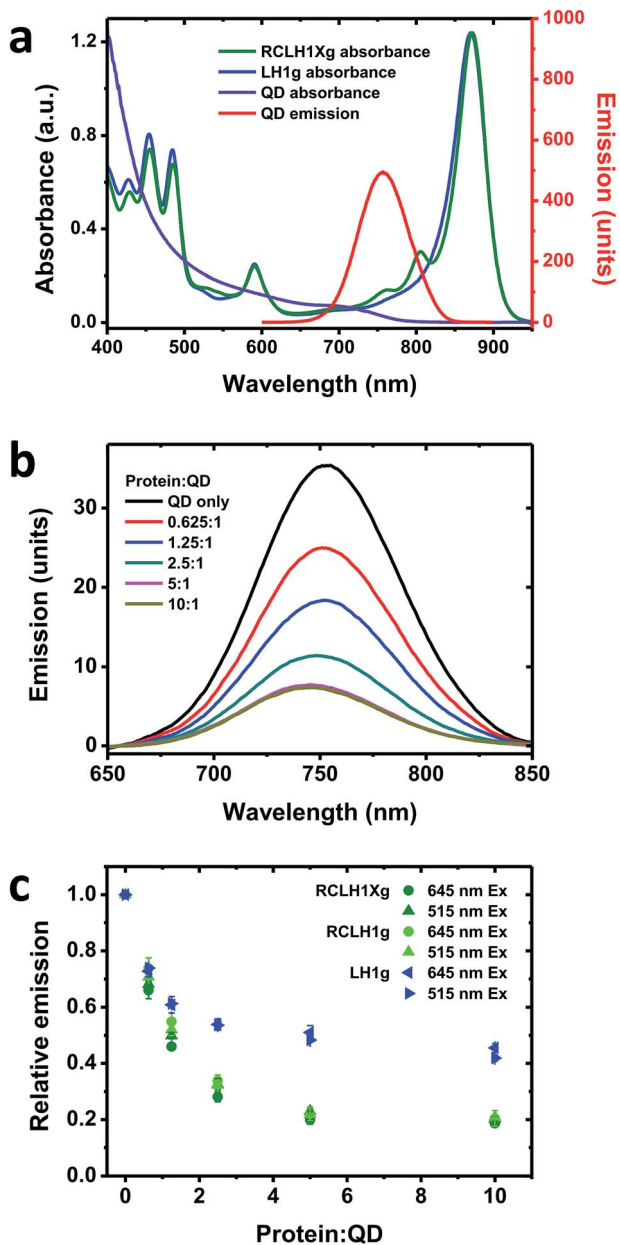 a
RCLH1Xg absorbance
LH1g absorbance
QD absorbance
QD emission
Absorbance (a.u.)
1.2
0.8
0.4
0.0
Emission (units)
1000
800
600
400
200
0
400 500 600 700 800 900
Wavelength (nm)
b
Protein:QD
QD only
0.625:1
1.25:1
2.5:1
5:1
10:1
Emission (units)
30
20
10
0
650 700 750 800 850
Wavelength (nm)
c
RCLH1Xg 645 nm Ex
515 nm Ex
RCLH1g 645 nm Ex
515 nm Ex
LH1g 645 nm Ex
515 nm Ex
Relative emission
1.0
0.8
0.6
0.4
0.2
0.0
0 2 4 6 8 10
Protein:QD